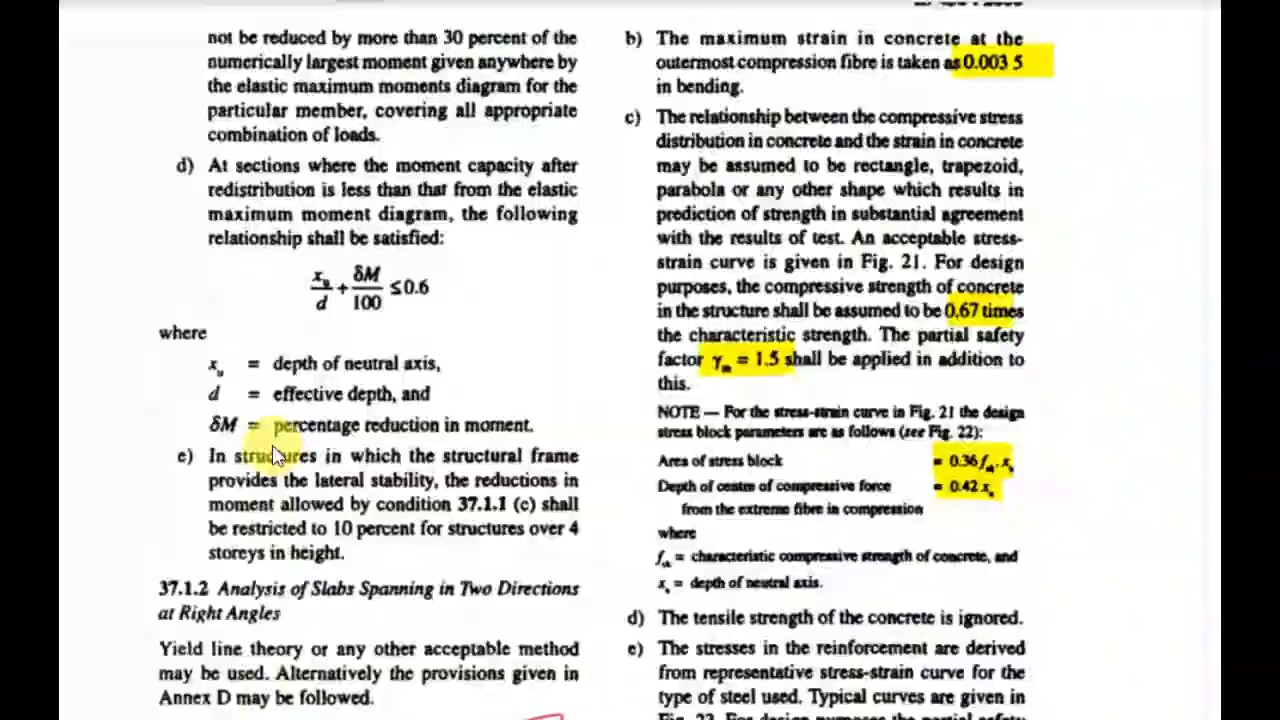 not be reduced by more than 30 percent of the
numerically largest moment given anywhere by
the elastic maximum moments diagram for the
particular member, covering all appropriate
combination of loads.
d) At sections where the moment capacity after
redistribution is less than that from the elastic
maximum moment diagram, the following
relationship shall be satisfied:
x_u/d + δM/100 ≤ 0.6
where
x_u = depth of neutral axis,
d = effective depth, and
δM = percentage reduction in moment.
e) In structures in which the structural frame
provides the lateral stability, the reductions in
moment allowed by condition 37.1.1 (c) shall
be restricted to 10 percent for structures over 4
storeys in height.
37.1.2 Analysis of Slabs Spanning in Two Directions
at Right Angles
Yield line theory or any other acceptable method
may be used. Alternatively the provisions given in
Annex D may be followed.
b) The maximum strain in concrete at the
outermost compression fibre is taken as 0.003 5
in bending.
c) The relationship between the compressive stress
distribution in concrete and the strain in concrete
may be assumed to be rectangle, trapezoid,
parabola or any other shape which results in
prediction of strength in substantial agreement
with the results of test. An acceptable stress-
strain curve is given in Fig. 21. For design
purposes, the compressive strength of concrete
in the structure shall be assumed to be 0.67 times
the characteristic strength. The partial safety
factor γ_m = 1.5 shall be applied in addition to
this.
NOTE — For the stress-strain curve in Fig. 21 the design
stress block parameters are as follows (see Fig. 22):
Area of stress block = 0.36 f_ck · x_u
Depth of centre of compressive force = 0.42 x_u
from the extreme fibre in compression
where
f_ck = characteristic compressive strength of concrete, and
x_u = depth of neutral axis.
d) The tensile strength of the concrete is ignored.
e) The stresses in the reinforcement are derived
from representative stress-strain curve for the
type of steel used. Typical curves are given in